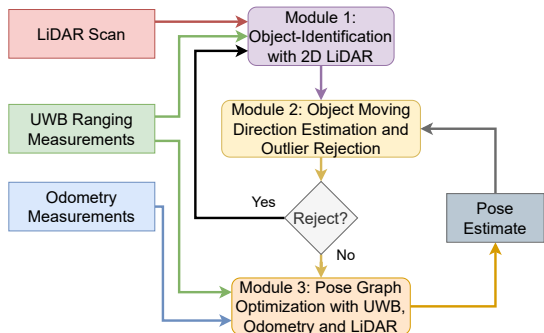 LiDAR Scan
Module 1:
Object-Identification
with 2D LiDAR
UWB Ranging
Measurements
Module 2: Object Moving
Direction Estimation and
Outlier Rejection
Odometry
Measurements
Yes
Reject?
Pose
Estimate
No
Module 3: Pose Graph
Optimization with UWB,
Odometry and LiDAR